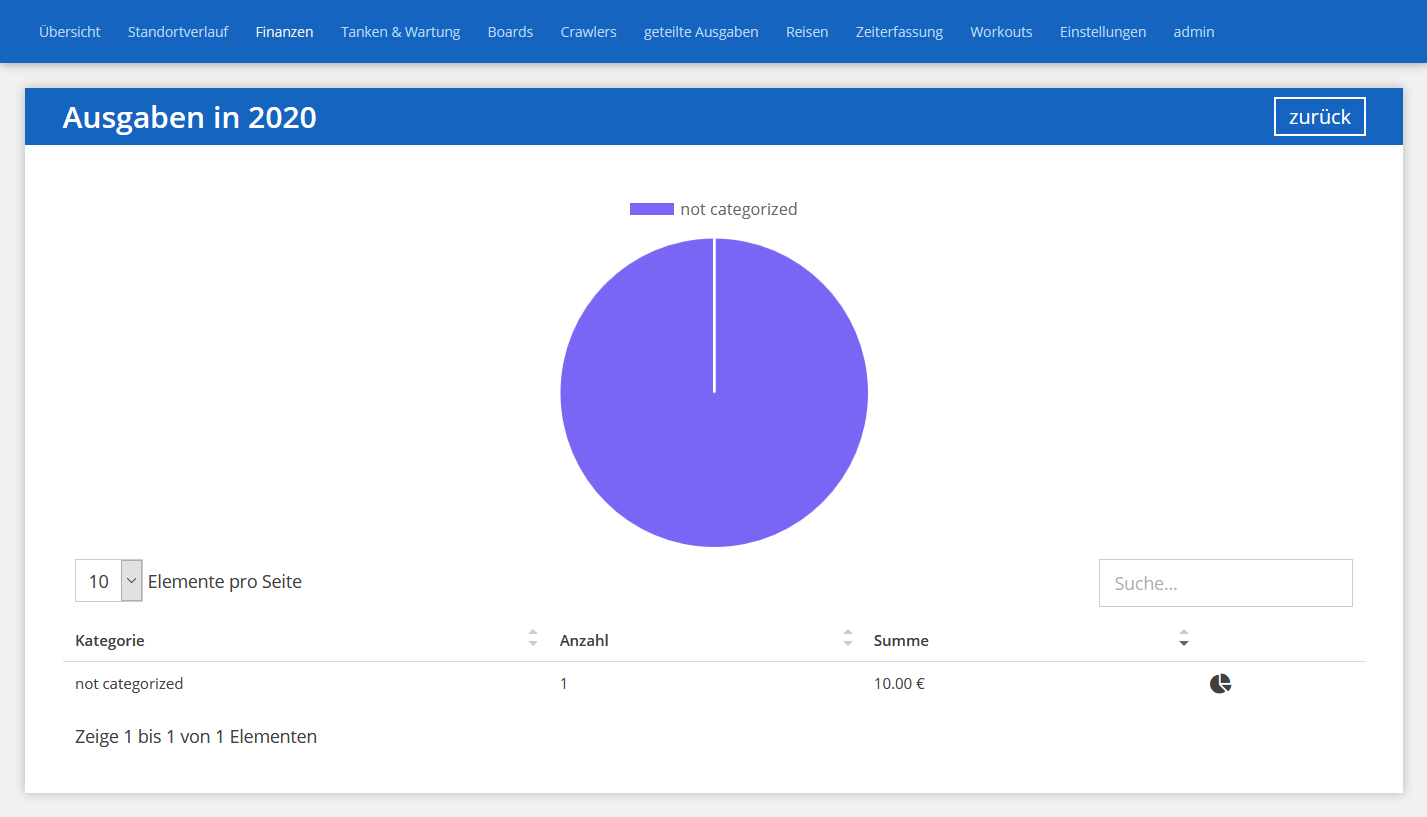 Übersicht Standortverlauf Finanzen Tanken & Wartung Boards Crawlers geteilte Ausgaben Reisen Zeiterfassung Workouts Einstellungen admin
Ausgaben in 2020 zurück
not categorized
10 Elemente pro Seite Suche...
Kategorie Anzahl Summe
not categorized 1 10.00 €
Zeige 1 bis 1 von 1 Elementen